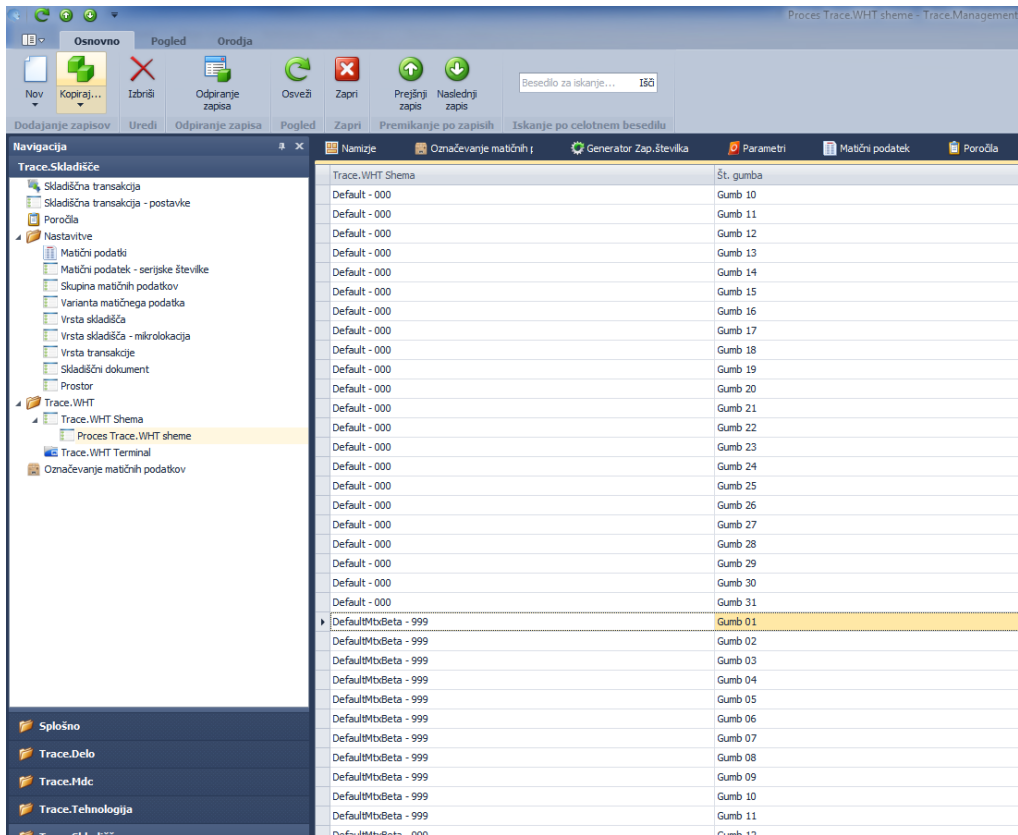 Proces Trace.WHT sheme - Trace.Management
Osnovno Pogled Orodja
Nov Kopiraj... Izbriši Odpiranje zapisa Osveži Zapri Prejšnji zapis Naslednji zapis Besedilo za iskanje... Išči
Dodajanje zapisov Uredi Odpiranje zapisa Pogled Zapri Premikanje po zapisih Iskanje po celotnem besedilu
Navigacija
Trace.Skladišče
Skladiščna transakcija
Skladiščna transakcija - postavke
Poročila
Nastavitve
Matični podatki
Matični podatek - serijske številke
Skupina matičnih podatkov
Varianta matičnega podatka
Vrsta skladišča
Vrsta skladišča - mikrolokacija
Vrsta transakcije
Skladiščni dokument
Prostor
Trace.WHT
Trace.WHT Shema
Proces Trace.WHT sheme
Trace.WHT Terminal
Označevanje matičnih podatkov
Splošno
Trace.Delo
Trace.Mdc
Trace.Tehnologija
Namizje Označevanje matičnih p Generator Zap.številka Parametri Matični podatek Poročila
Trace.WHT Shema Št. gumba
Default - 000 Gumb 10
Default - 000 Gumb 11
Default - 000 Gumb 12
Default - 000 Gumb 13
Default - 000 Gumb 14
Default - 000 Gumb 15
Default - 000 Gumb 16
Default - 000 Gumb 17
Default - 000 Gumb 18
Default - 000 Gumb 19
Default - 000 Gumb 20
Default - 000 Gumb 21
Default - 000 Gumb 22
Default - 000 Gumb 23
Default - 000 Gumb 24
Default - 000 Gumb 25
Default - 000 Gumb 26
Default - 000 Gumb 27
Default - 000 Gumb 28
Default - 000 Gumb 29
Default - 000 Gumb 30
Default - 000 Gumb 31
DefaultMtxBeta - 999 Gumb 01
DefaultMtxBeta - 999 Gumb 02
DefaultMtxBeta - 999 Gumb 03
DefaultMtxBeta - 999 Gumb 04
DefaultMtxBeta - 999 Gumb 05
DefaultMtxBeta - 999 Gumb 06
DefaultMtxBeta - 999 Gumb 07
DefaultMtxBeta - 999 Gumb 08
DefaultMtxBeta - 999 Gumb 09
DefaultMtxBeta - 999 Gumb 10
DefaultMtxBeta - 999 Gumb 11